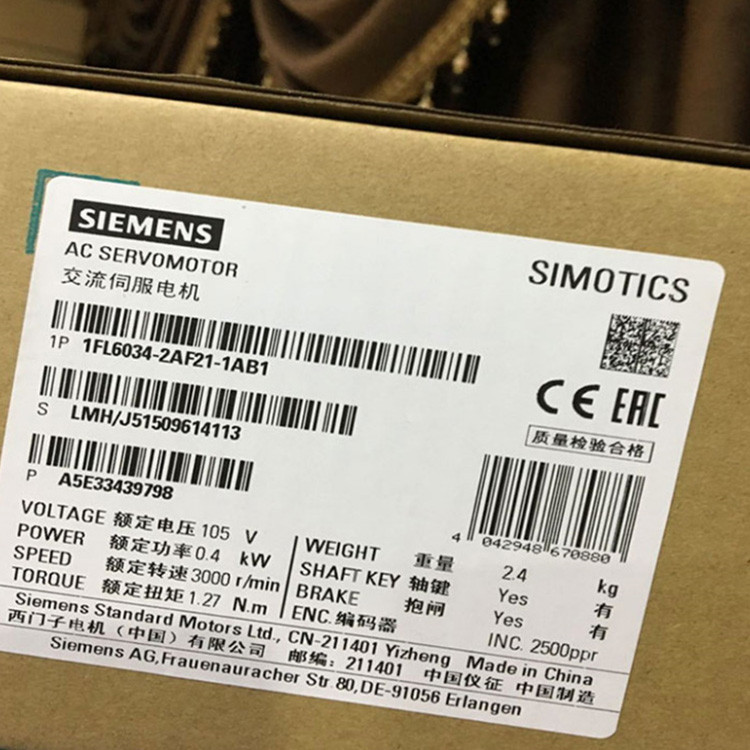 SIEMENS
AC SERVOMOTOR
交流伺服电机
SIMOTICS
1P 1FL6034-2AF21-1AB1
S LMH/J51509614113
P A5E33439798
CE EAC
质量检验合格
4 042948 670880
VOLTAGE 额定电压 105 V
POWER 额定功率 0.4 kW
SPEED 额定转速 3000 r/min
TORQUE 额定扭矩 1.27 N.m
WEIGHT 重量 2.4 kg
SHAFT KEY 轴键 Yes 有
BRAKE 抱闸 Yes 有
ENC. 编码器 INC. 2500ppr
Siemens Standard Motors Ltd., CN-211401 Yizheng Made in China
西门子电机（中国）有限公司 邮编：211401 中国仪征 中国制造
Siemens AG,Frauenauracher Str.80,DE-91056 Erlangen